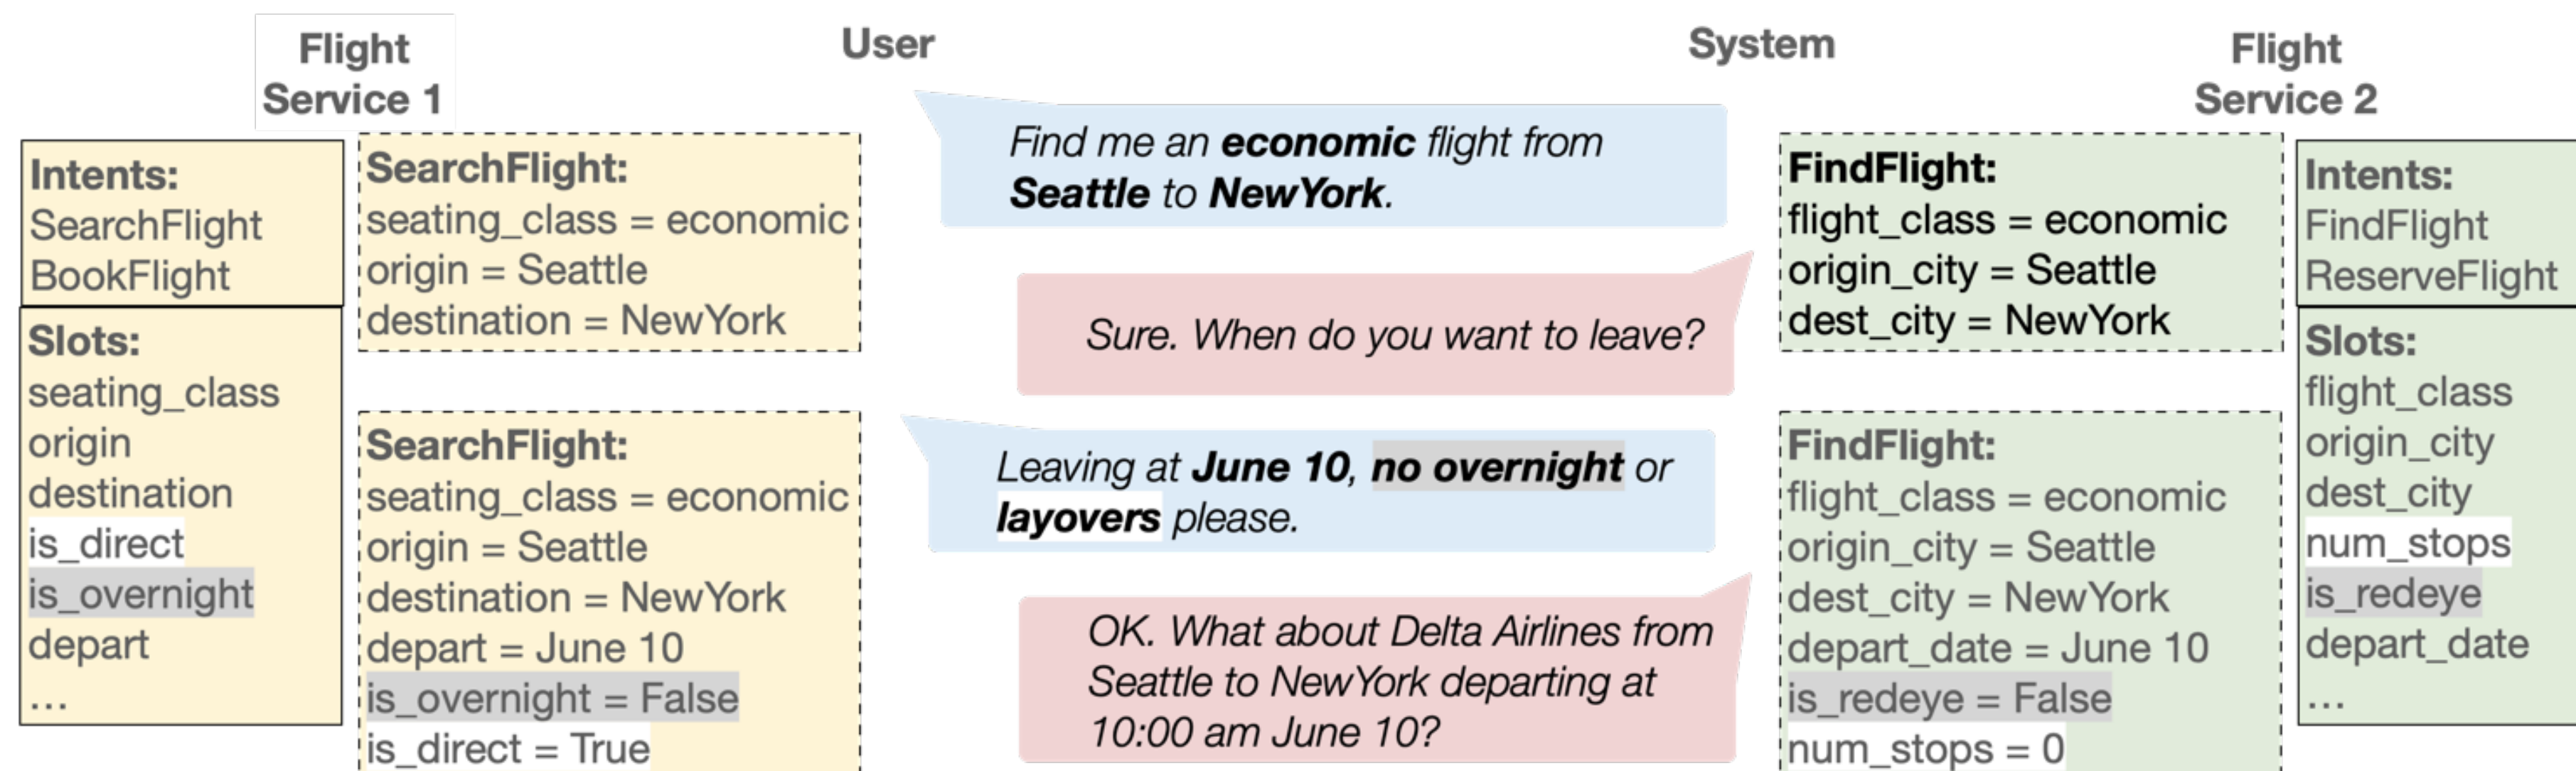 Flight
Service 1
User
System
Flight
Service 2
Intents:
SearchFlight
BookFlight
Slots:
seating_class
origin
destination
is_direct
is_overnight
depart
...
SearchFlight:
seating_class = economic
origin = Seattle
destination = NewYork
SearchFlight:
seating_class = economic
origin = Seattle
destination = NewYork
depart = June 10
is_overnight = False
is_direct = True
Find me an economic flight from
Seattle to NewYork.
Sure. When do you want to leave?
Leaving at June 10, no overnight or
layovers please.
OK. What about Delta Airlines from
Seattle to NewYork departing at
10:00 am June 10?
FindFlight:
flight_class = economic
origin_city = Seattle
dest_city = NewYork
FindFlight:
flight_class = economic
origin_city = Seattle
dest_city = NewYork
depart_date = June 10
is_redeye = False
num_stops = 0
Intents:
FindFlight
ReserveFlight
Slots:
flight_class
origin_city
dest_city
num_stops
is_redeye
depart_date
...